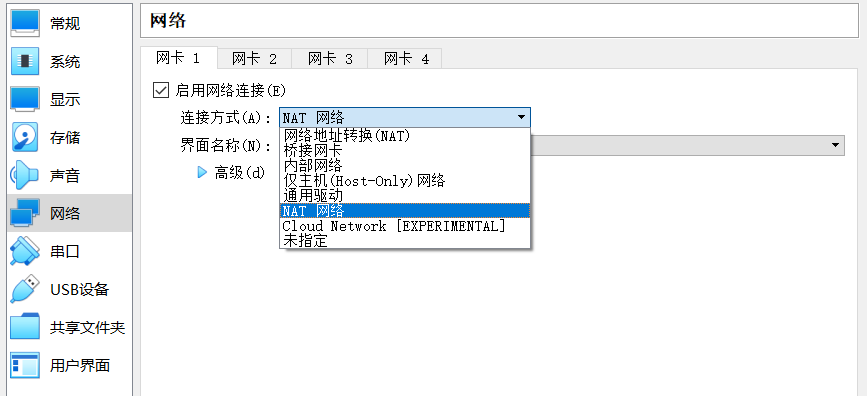 常规
系统
显示
存储
声音
网络
串口
USB设备
共享文件夹
用户界面
网络
网卡 1 网卡 2 网卡 3 网卡 4
启用网络连接(E)
连接方式(A): NAT 网络
界面名称(N):
高级(d)
网络地址转换(NAT)
桥接网卡
内部网络
仅主机(Host-Only)网络
通用驱动
NAT 网络
Cloud Network [EXPERIMENTAL]
未指定